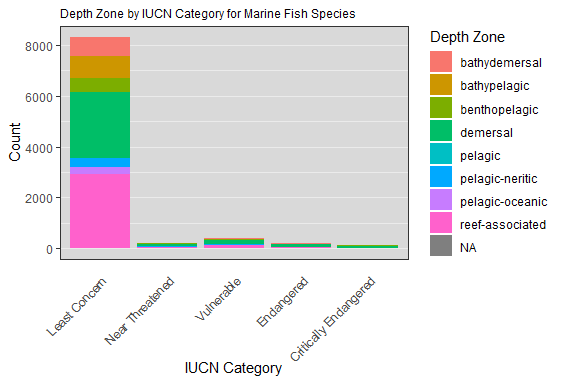 Depth Zone by IUCN Category for Marine Fish Species
Count
8000
6000
4000
2000
0
Least Concern
Near Threatened
Vulnerable
Endangered
Critically Endangered
IUCN Category
Depth Zone
bathydemersal
bathypelagic
benthopelagic
demersal
pelagic
pelagic-neritic
pelagic-oceanic
reef-associated
NA